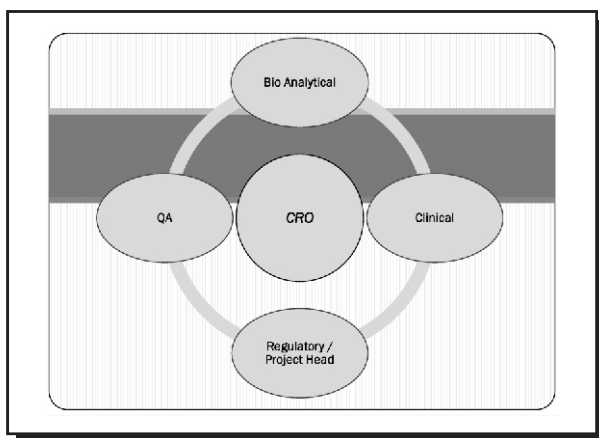 Bio Analytical
QA
CRO
Clinical
Regulatory /
Project Head